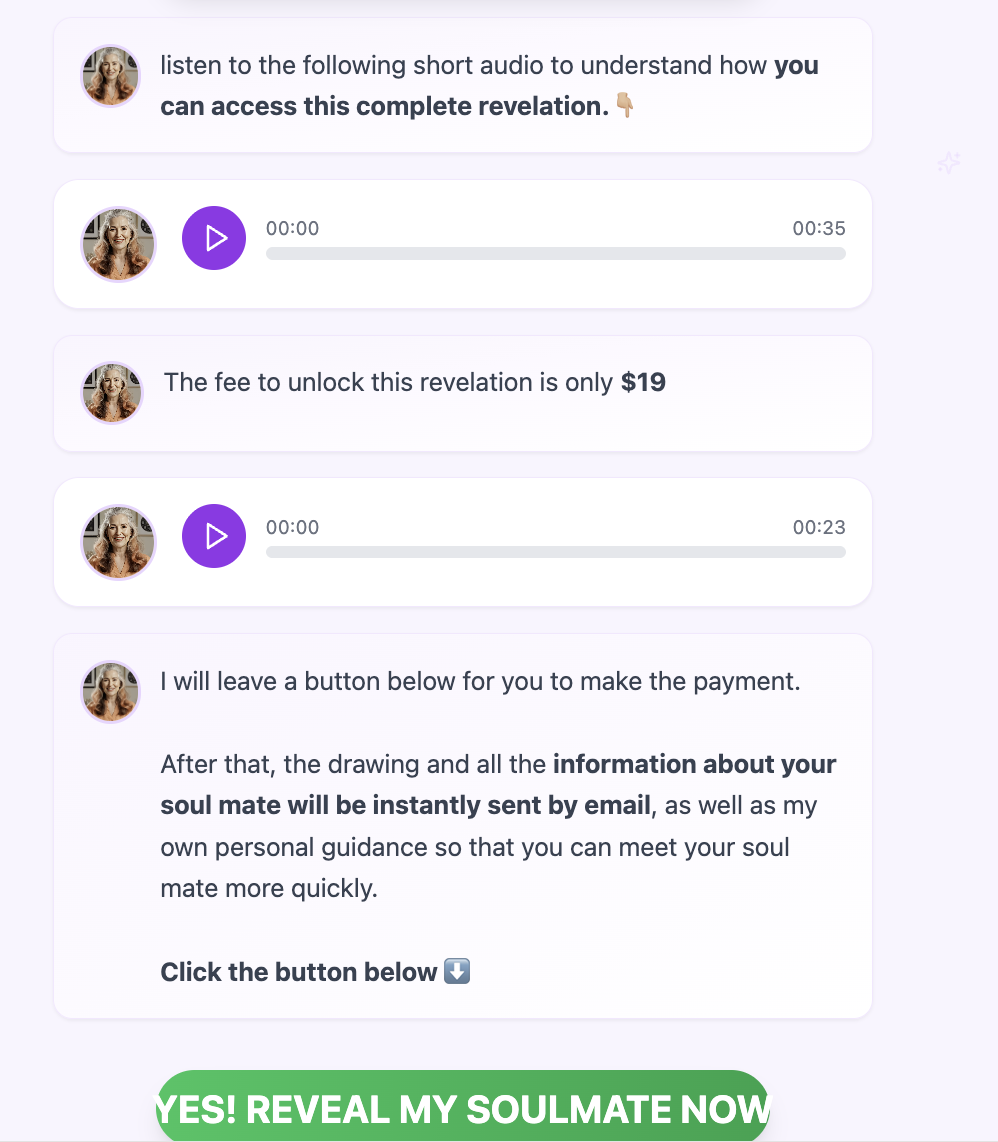 listen to the following short audio to understand how you
can access this complete revelation.👇🏼
00:00 00:35
The fee to unlock this revelation is only $19
00:00 00:23
I will leave a button below for you to make the payment.
After that, the drawing and all the information about your
soul mate will be instantly sent by email, as well as my
own personal guidance so that you can meet your soul
mate more quickly.
Click the button below ⬇️
YES! REVEAL MY SOULMATE NOW